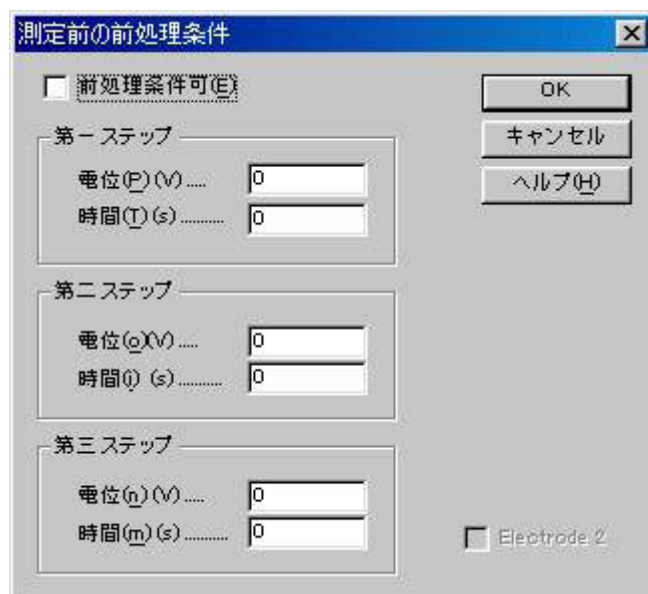 測定前の前処理条件
前処理条件可(E)
OK
キャンセル
ヘルプ(H)
第一ステップ
電位(P)(V)....
0
時間(T)(s)..........
0
第二ステップ
電位(o)(V)....
0
時間(i) (s)..........
0
第三ステップ
電位(n)(V)....
0
時間(m)(s)..........
0
Electrode 2